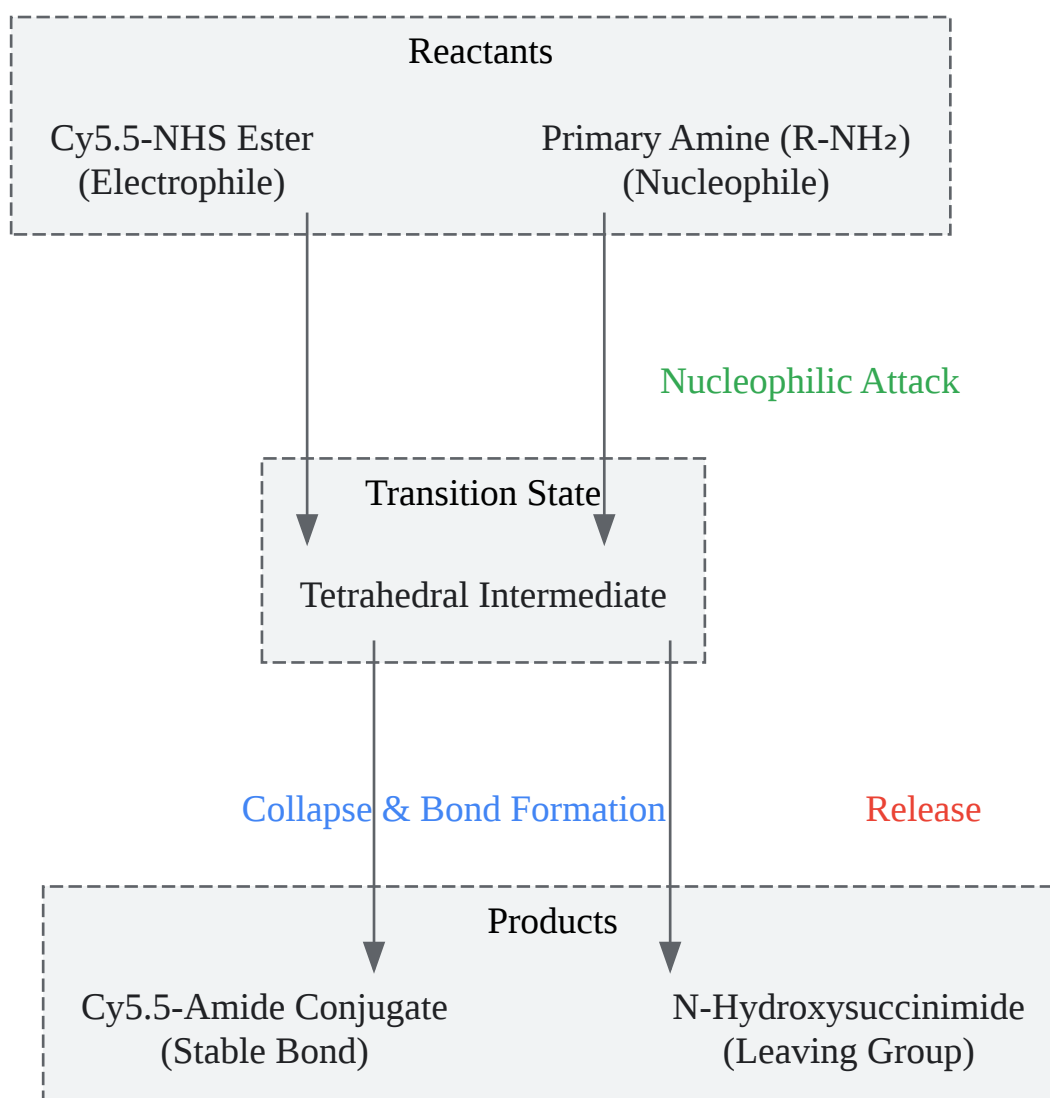 Reactants
Cy5.5-NHS Ester
(Electrophile)
Primary Amine (R-NH₂)
(Nucleophile)
Nucleophilic Attack
Transition State
Tetrahedral Intermediate
Collapse & Bond Formation
Release
Products
Cy5.5-Amide Conjugate
(Stable Bond)
N-Hydroxysuccinimide
(Leaving Group)